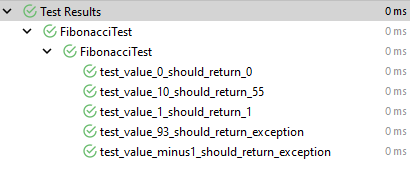 Test Results 0 ms
FibonacciTest 0 ms
FibonacciTest 0 ms
test_value_0_should_return_0 0 ms
test_value_10_should_return_55 0 ms
test_value_1_should_return_1 0 ms
test_value_93_should_return_exception 0 ms
test_value_minus1_should_return_exception 0 ms